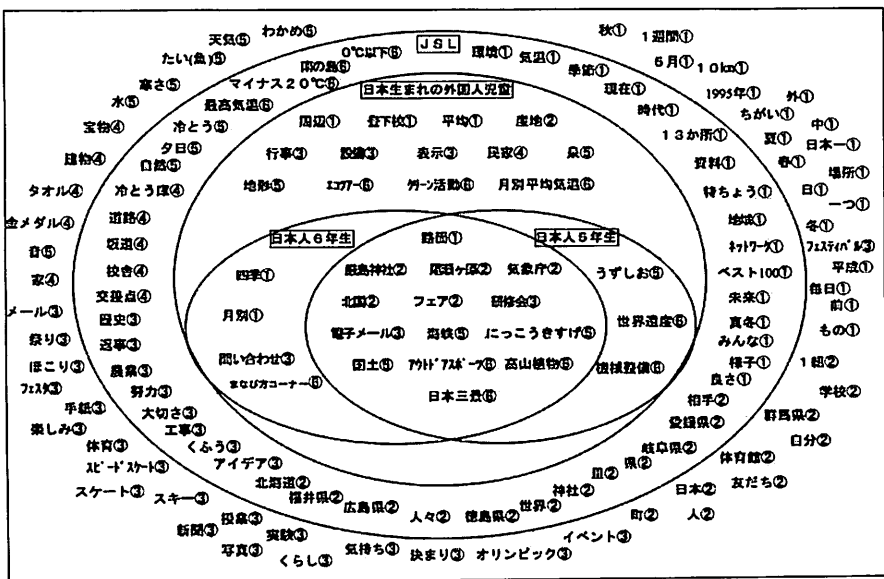 わかめ⑤
天気⑤
たい(魚)⑤
寒さ⑤
水⑤
宝物④
建物④
タオル④
金メダル④
音⑤
家④
メール③
祭り③
ほこり③
フェスタ③
手紙③
楽しみ③
体育③
スピードスケート③
スケート③
スキー③
新聞③
写真③
くらし③
気持ち③
決まり③
オリンピック③
イベント③
町②
人②
日本②
友だち②
体育館②
自分②
群馬県②
学校②
1組②
もの①
前①
毎日①
平成①
フェスティバル③
冬①
一つ①
日①
場所①
春①
日本一①
夏①
中①
ちがい①
外①
1995年①
10km①
6月①
1週間①
秋①
JSL
0℃以下⑥
南の島⑥
マイナス20℃⑥
最高気温⑥
冷とう⑤
夕日⑤
自然⑤
冷とう庫④
道路④
坂道④
校舎④
交差点④
歴史③
返事③
農業③
努力③
大切さ③
工事③
くふう③
アイデア③
北海道②
福井県②
広島県②
人々②
徳島県②
世界②
神社②
皿②
県②
岐阜県②
愛媛県②
相手②
良さ①
様子①
みんな①
真冬①
未来①
ベスト100①
ネットワーク①
地域①
特ちょう①
資料①
13か所①
時代①
現在①
季節①
気温①
環境①
授業③
実験③
日本生まれの外国人児童
周辺①
登下校①
平均①
産地②
行事③
設備③
表示③
民家④
泉⑤
地形⑤
エコツアー⑥
グリーン活動⑥
月別平均気温⑥
日本人6年生
四季①
月別①
問い合わせ③
まなび方コーナー⑥
日本人5年生
うずしお⑤
世界遺産⑥
機械設備⑥
路面①
厳島神社②
尾瀬ヶ原②
気象庁②
北国②
フェア②
研修会③
電子メール③
海鉄⑤
にっこうきすげ⑤
国土⑤
アウトドアスポーツ⑥
高山植物⑥
日本三景⑥